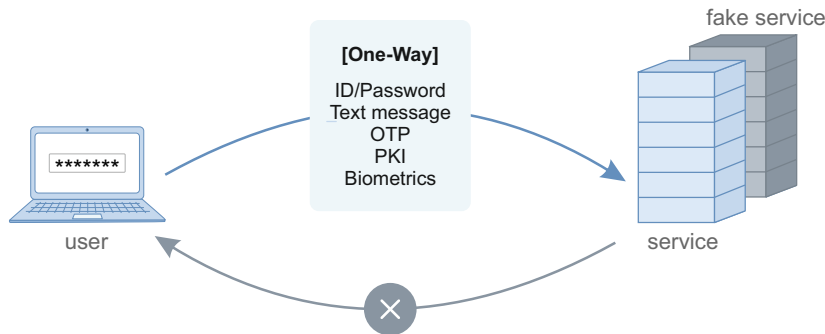 fake service
[One-Way]
ID/Password
Text message
OTP
PKI
Biometrics
*******
user
service